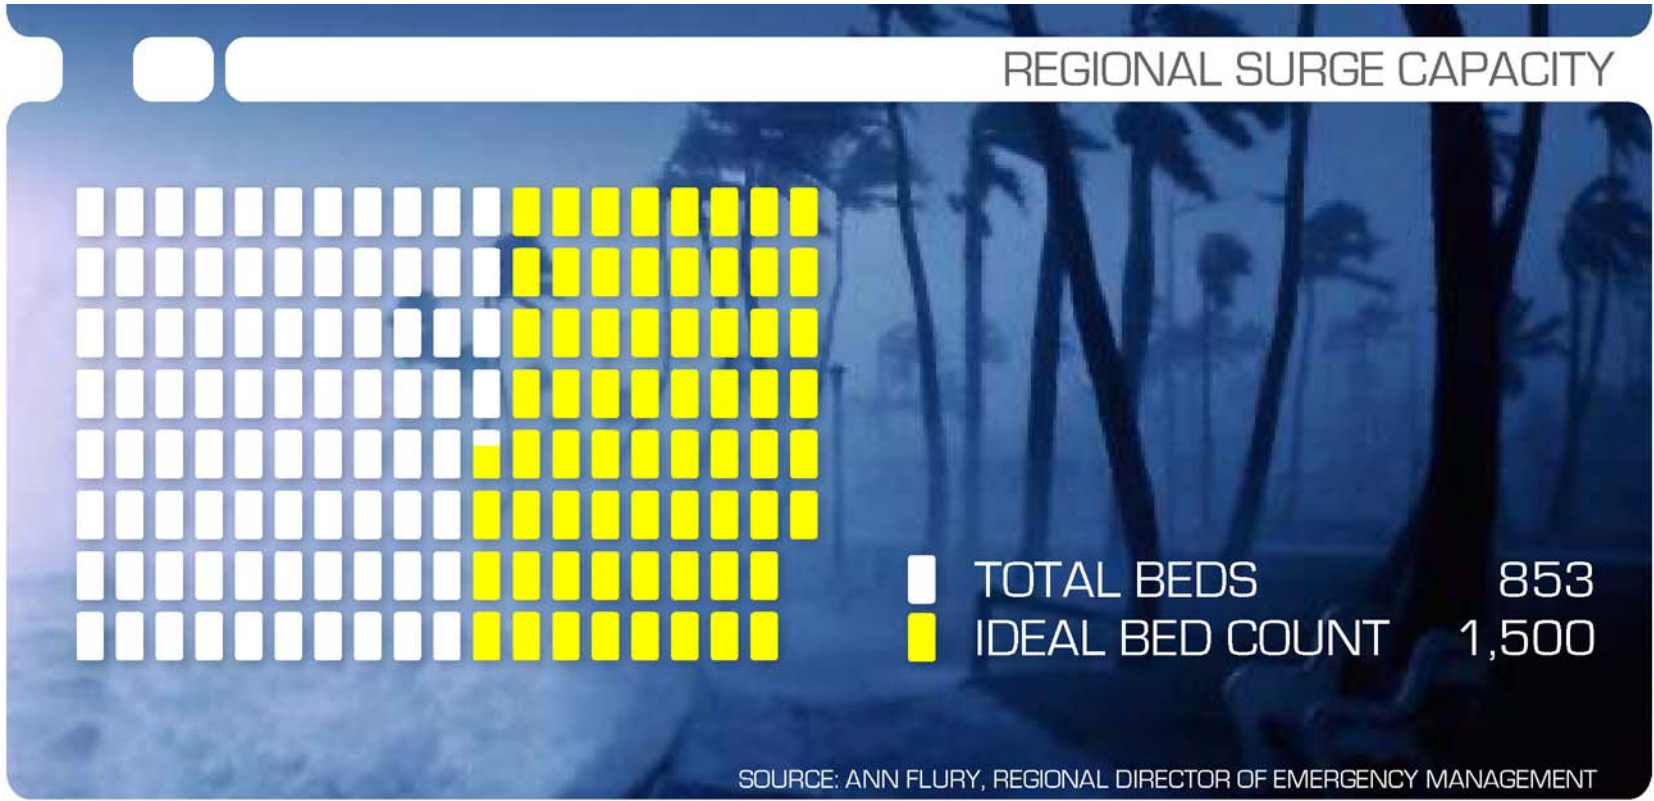 REGIONAL SURGE CAPACITY
TOTAL BEDS 853
IDEAL BED COUNT 1,500
SOURCE: ANN FLURY, REGIONAL DIRECTOR OF EMERGENCY MANAGEMENT